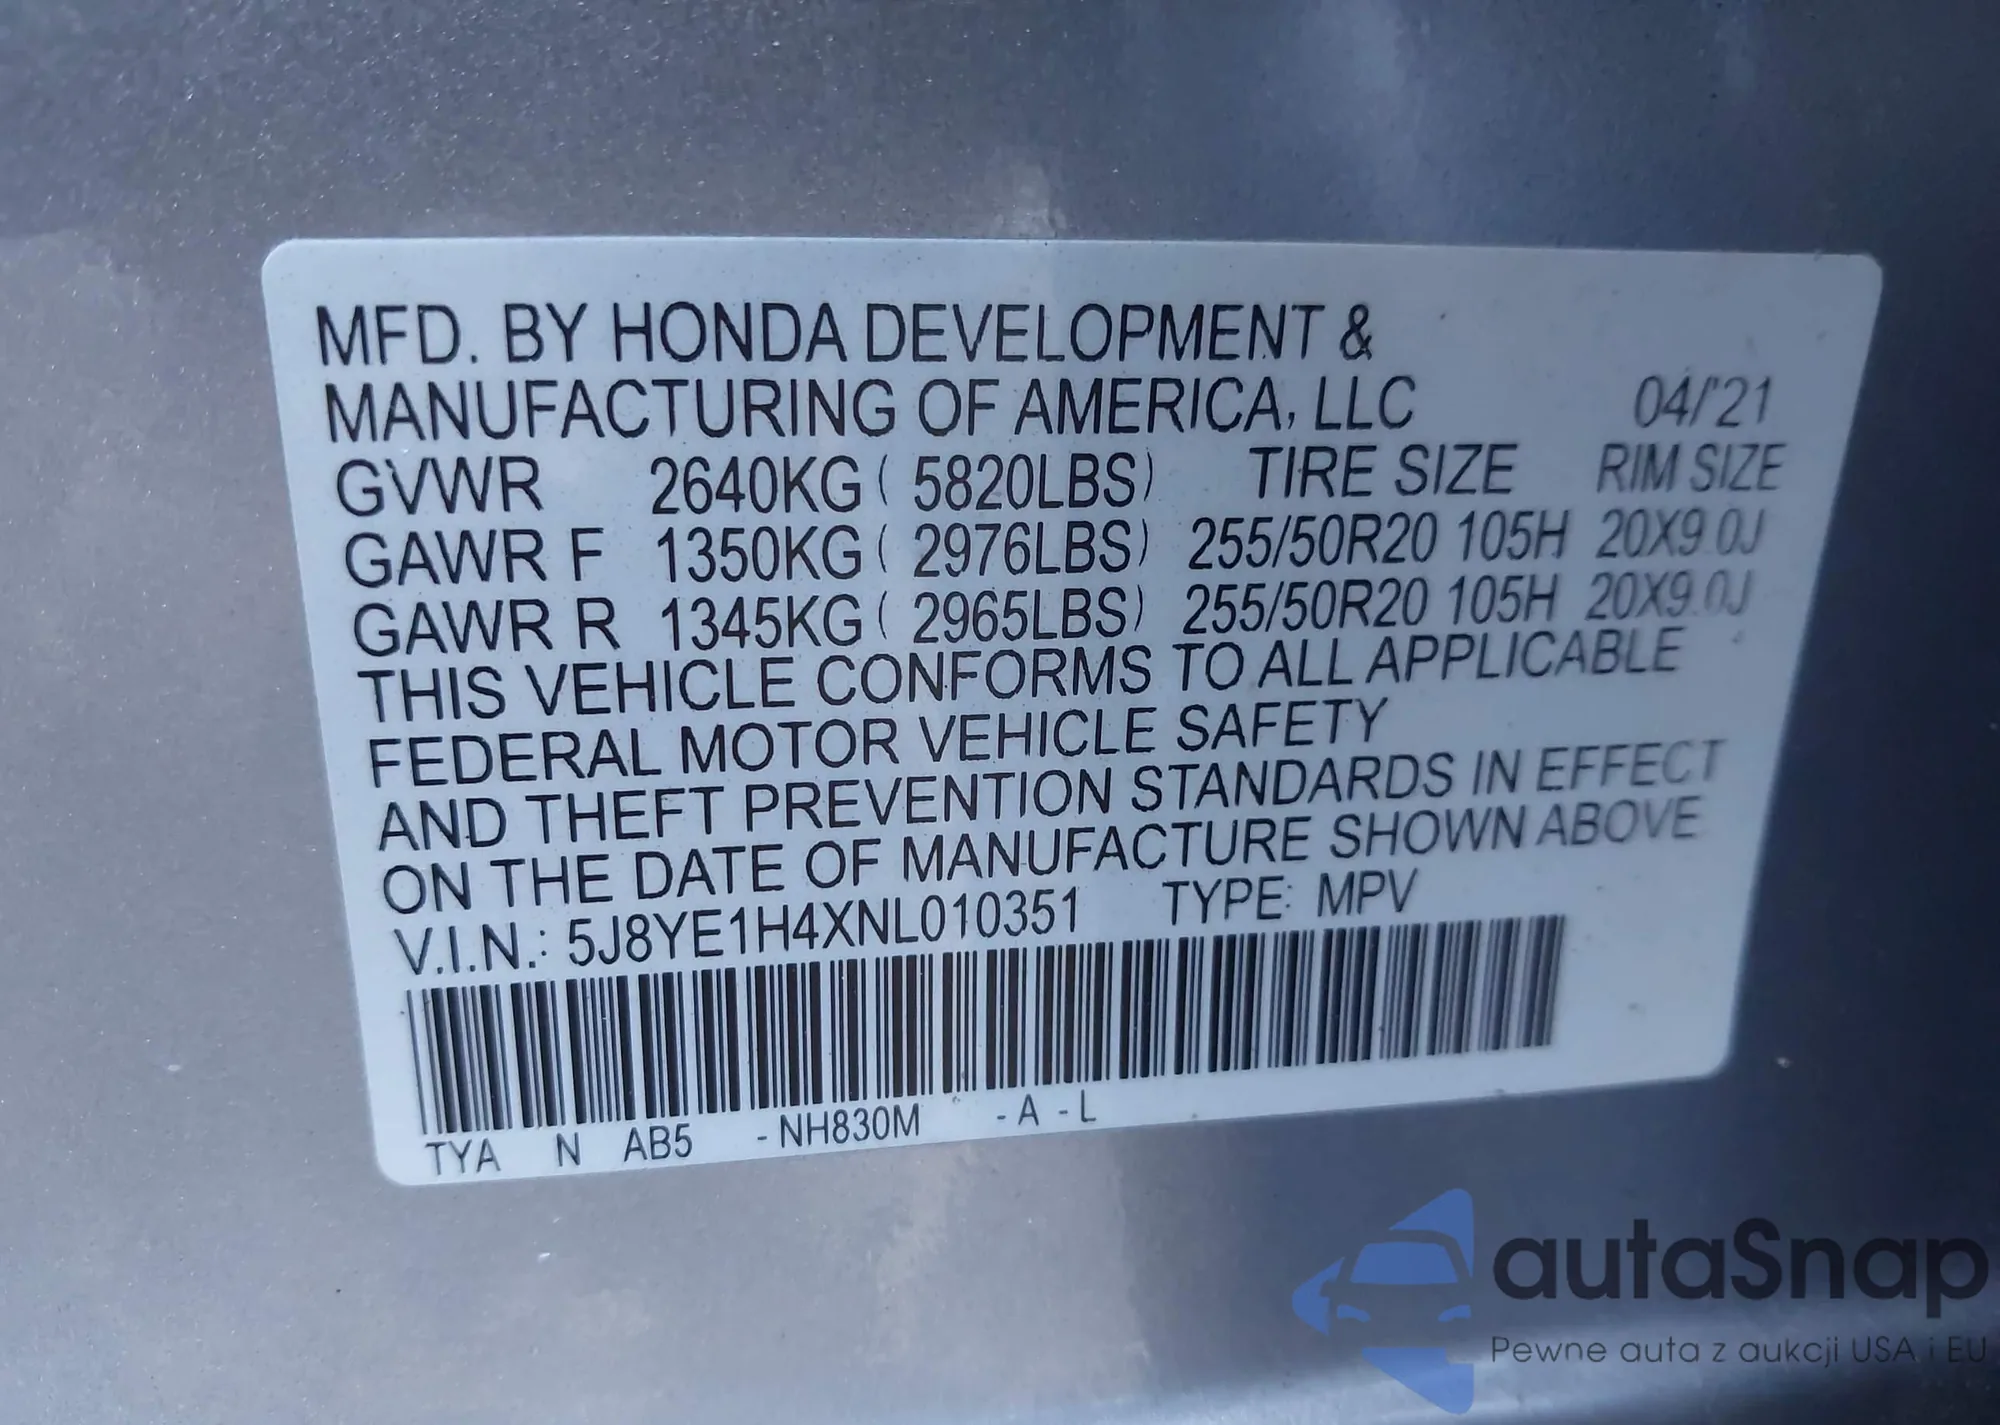 MFD. BY HONDA DEVELOPMENT &
MANUFACTURING OF AMERICA, LLC 04/'21
GVWR 2640KG ( 5820LBS) TIRE SIZE RIM SIZE
GAWR F 1350KG ( 2976LBS) 255/50R20 105H 20X9.0J
GAWR R 1345KG ( 2965LBS) 255/50R20 105H 20X9.0J
THIS VEHICLE CONFORMS TO ALL APPLICABLE
FEDERAL MOTOR VEHICLE SAFETY
AND THEFT PREVENTION STANDARDS IN EFFECT
ON THE DATE OF MANUFACTURE SHOWN ABOVE
V.I.N.: 5J8YE1H4XNL010351 TYPE: MPV
TYA N AB5 -NH830M -A-L
autaSnap
Pewne auta z aukcji USA i EU